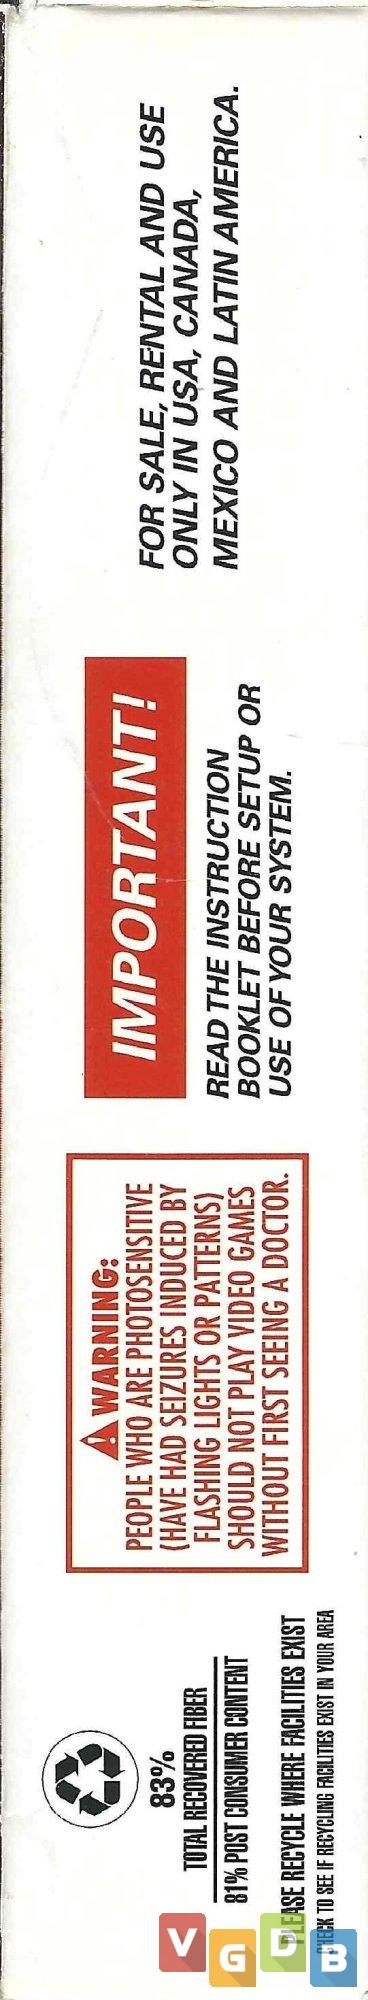 83%
TOTAL RECOVERED FIBER
81% POST CONSUMER CONTENT
PLEASE RECYCLE WHERE FACILITIES EXIST
CHECK TO SEE IF RECYCLING FACILITIES EXIST IN YOUR AREA
WARNING:
PEOPLE WHO ARE PHOTOSENSITIVE
(HAVE HAD SEIZURES INDUCED BY
FLASHING LIGHTS OR PATTERNS)
SHOULD NOT PLAY VIDEO GAMES
WITHOUT FIRST SEEING A DOCTOR.
IMPORTANT!
READ THE INSTRUCTION
BOOKLET BEFORE SETUP OR
USE OF YOUR SYSTEM.
FOR SALE, RENTAL AND USE
ONLY IN USA, CANADA,
MEXICO AND LATIN AMERICA.
VGDB